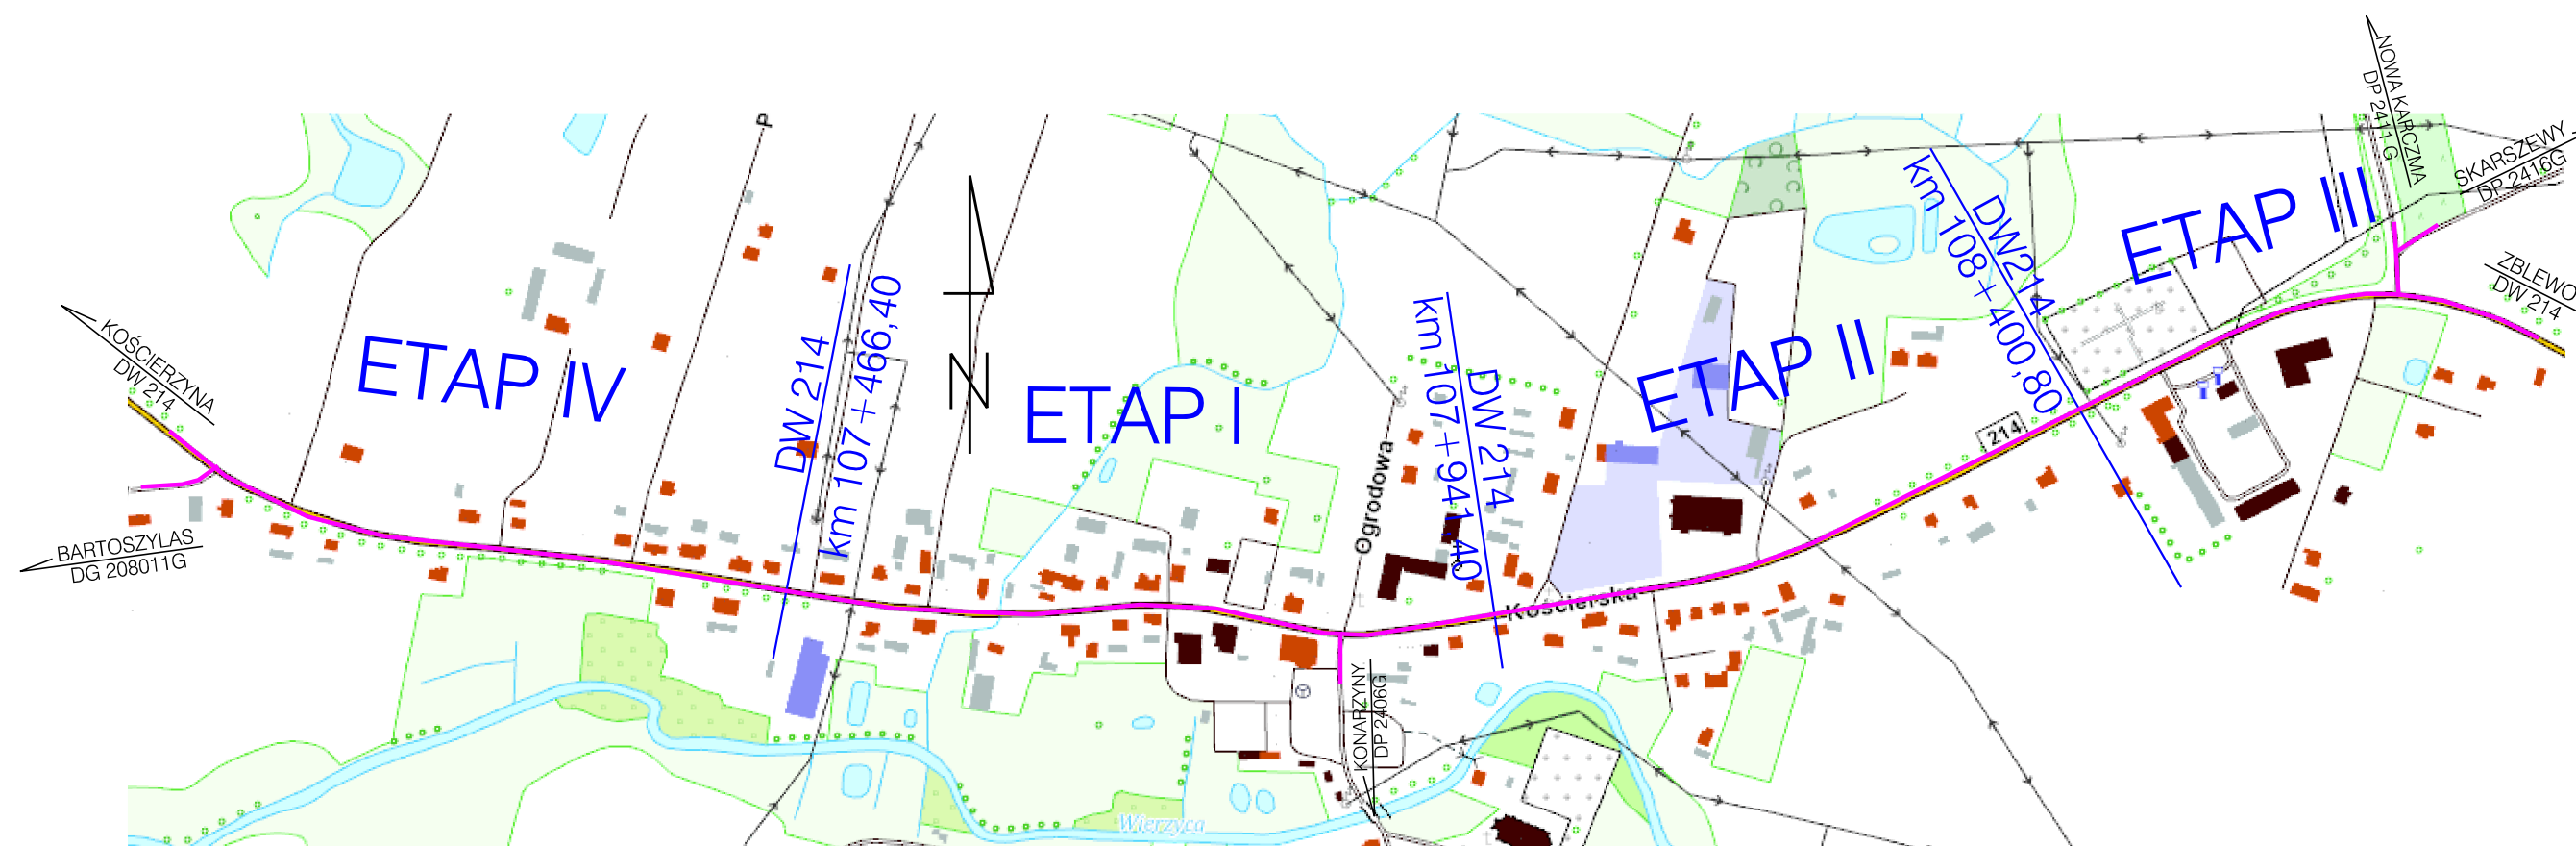 KOŚCIERZYNA
DW 214
BARTOSZYLAS
DG 208011G
ETAP IV
P
DW 214
km 107+466,40
N
ETAP I
Ogrodowa
km 107+941,40
DW 214
Kościerska
KONARZYNY
DP 2406G
Wierzyca
ETAP II
214
km 108+400,80
DW214
ETAP III
NOWA KARCZMA
DP 2411G
SKARSZEWY
DP 2416G
ZBLEWO
DW 214